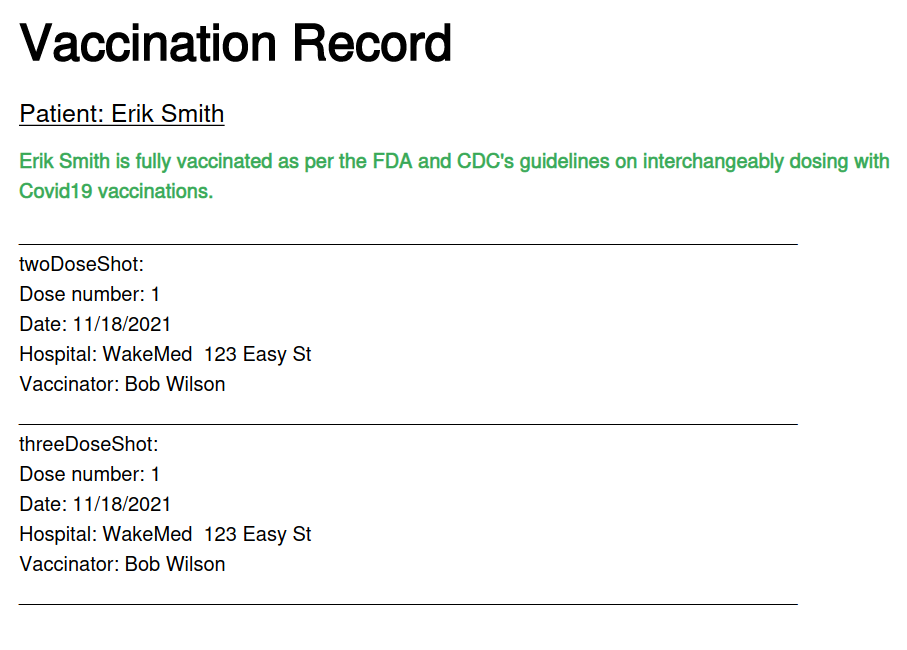 Vaccination Record
Patient: Erik Smith
Erik Smith is fully vaccinated as per the FDA and CDC's guidelines on interchangeably dosing with
Covid19 vaccinations.
twoDoseShot:
Dose number: 1
Date: 11/18/2021
Hospital: WakeMed  123 Easy St
Vaccinator: Bob Wilson
threeDoseShot:
Dose number: 1
Date: 11/18/2021
Hospital: WakeMed  123 Easy St
Vaccinator: Bob Wilson